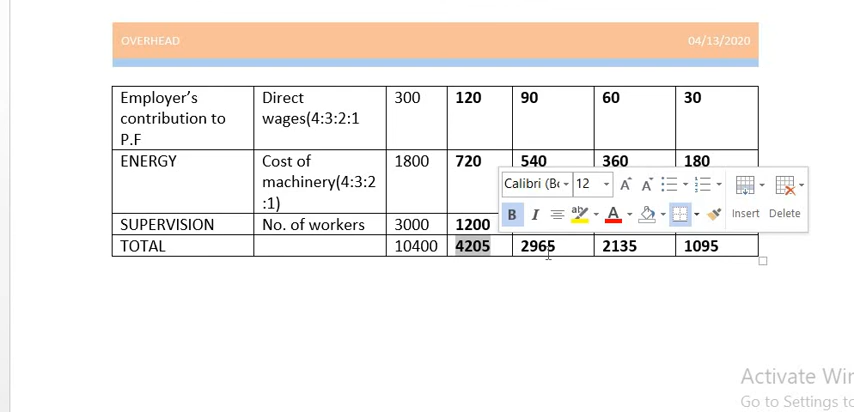 OVERHEAD 04/13/2020
Employer's contribution to P.F Direct wages(4:3:2:1 300 120 90 60 30
ENERGY Cost of machinery(4:3:2:1) 1800 720 540 360 180
Calibri (B 12
B I Insert Delete
SUPERVISION No. of workers 3000 1200
TOTAL 10400 4205 2965 2135 1095
Activate Wi
Go to Settings to